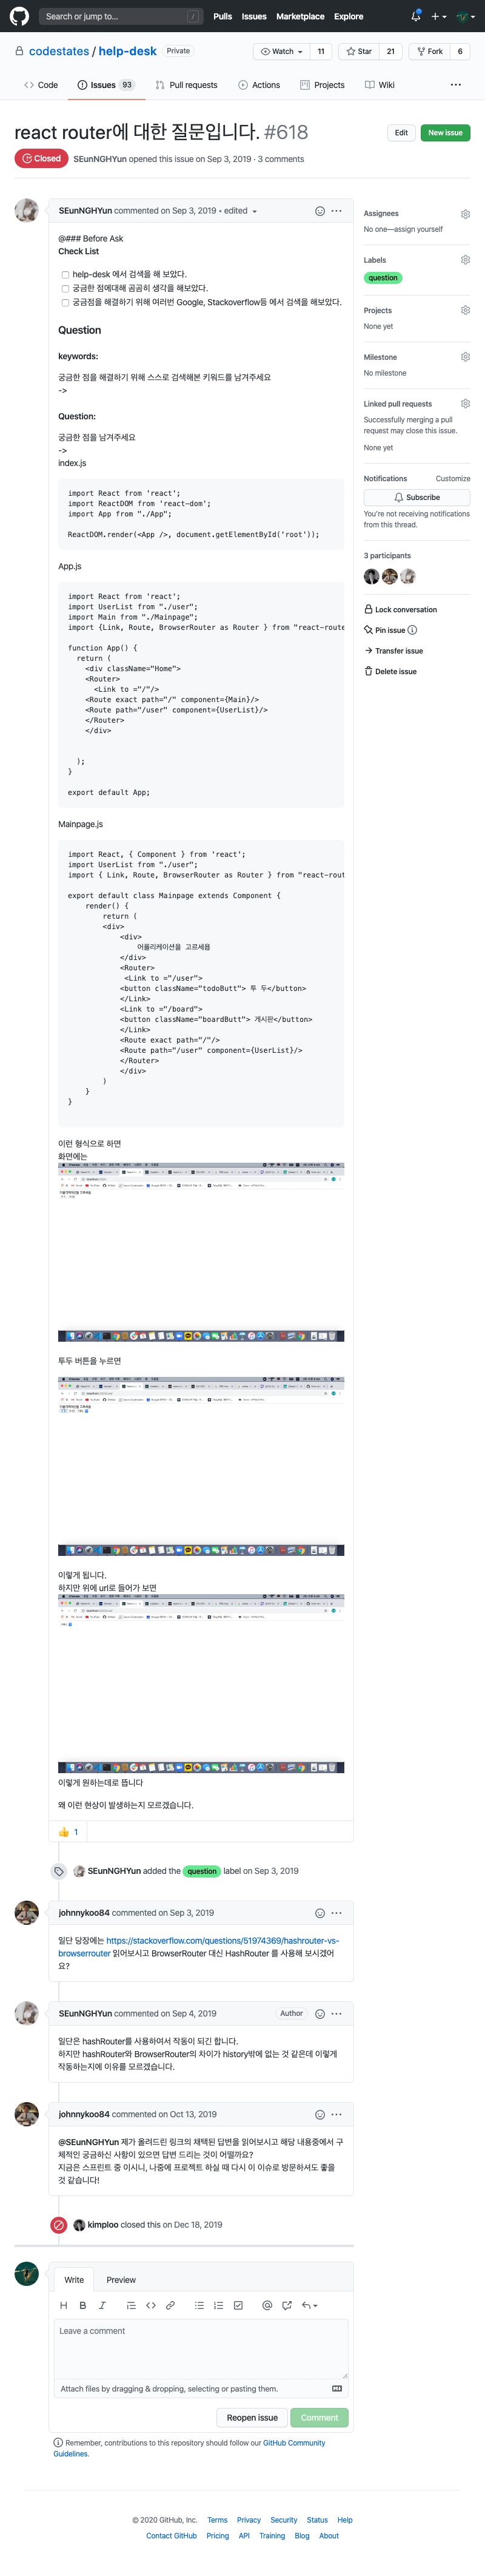 Search or jump to... /
Pulls Issues Marketplace Explore
codestates / help-desk Private
Watch 11 Star 21 Fork 6
Code Issues 93 Pull requests Actions Projects Wiki
react router에 대한 질문입니다. #618
Edit New issue
Closed SEunNGHYun opened this issue on Sep 3, 2019 · 3 comments
SEunNGHYun commented on Sep 3, 2019 • edited
@### Before Ask
Check List
help-desk 에서 검색을 해 보았다.
궁금한 점에대해 곰곰히 생각을 해보았다.
궁금점을 해결하기 위해 여러번 Google, Stackoverflow등 에서 검색을 해보았다.
Question
keywords:
궁금한 점을 해결하기 위해 스스로 검색해본 키워드를 남겨주세요
->
Question:
궁금한 점을 남겨주세요
->
index.js
import React from 'react';
import ReactDOM from 'react-dom';
import App from "./App";
ReactDOM.render(<App />, document.getElementById('root'));
App.js
import React from 'react';
import UserList from "./user";
import Main from "./Mainpage";
import {Link, Route, BrowserRouter as Router } from "react-route
function App() {
return (
<div className="Home">
<Router>
<Link to ="/"/>
<Route exact path="/" component={Main}/>
<Route path="/user" component={UserList}/>
</Router>
</div>
);
}
export default App;
Mainpage.js
import React, { Component } from 'react';
import UserList from "./user";
import { Link, Route, BrowserRouter as Router } from "react-rout
export default class Mainpage extends Component {
render() {
return (
<div>
<div>
어플리케이션을 고르세욤
</div>
<Router>
<Link to ="/user">
<button className="todoButt"> 투 두</button>
</Link>
<Link to ="/board">
<button className="boardButt"> 게시판</button>
</Link>
<Route exact path="/"/>
<Route path="/user" component={UserList}/>
</Router>
</div>
)
}
}
이런 형식으로 하면
화면에는
투두 버튼을 누르면
이렇게 됩니다.
하지만 위에 url로 들어가 보면
이렇게 원하는데로 뜹니다
왜 이런 현상이 발생하는지 모르겠습니다.
👍 1
SEunNGHYun added the question label on Sep 3, 2019
johnnykoo84 commented on Sep 3, 2019
일단 당장에는 https://stackoverflow.com/questions/51974369/hashrouter-vs-
browserrouter 읽어보시고 BrowserRouter 대신 HashRouter 를 사용해 보시겠어
요?
SEunNGHYun commented on Sep 4, 2019 Author
일단은 hashRouter를 사용하여서 작동이 되긴 합니다.
하지만 hashRouter와 BrowserRouter의 차이가 history밖에 없는 것 같은데 이렇게
작동하는지에 이유를 모르겠습니다.
johnnykoo84 commented on Oct 13, 2019
@SEunNGHYun 제가 올려드린 링크의 채택된 답변을 읽어보시고 해당 내용중에서 구
체적인 궁금하신 사항이 있으면 답변 드리는 것이 어떨까요?
지금은 스프린트 중 이시니, 나중에 프로젝트 하실 때 다시 이 이슈로 방문하셔도 좋을
것 같습니다!
kimploo closed this on Dec 18, 2019
Write Preview
Leave a comment
Attach files by dragging & dropping, selecting or pasting them.
Reopen issue Comment
Remember, contributions to this repository should follow our GitHub Community
Guidelines.
Assignees
No one—assign yourself
Labels
question
Projects
None yet
Milestone
No milestone
Linked pull requests
Successfully merging a pull
request may close this issue.
None yet
Notifications Customize
Subscribe
You're not receiving notifications
from this thread.
3 participants
Lock conversation
Pin issue
Transfer issue
Delete issue
© 2020 GitHub, Inc. Terms Privacy Security Status Help
Contact GitHub Pricing API Training Blog About